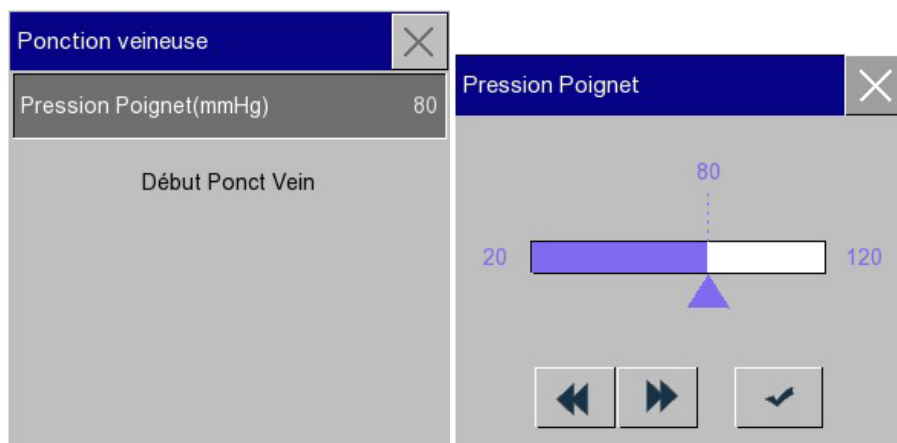 Ponction veineuse
Pression Poignet(mmHg) 80
Début Ponct Vein
Pression Poignet
80
20 120